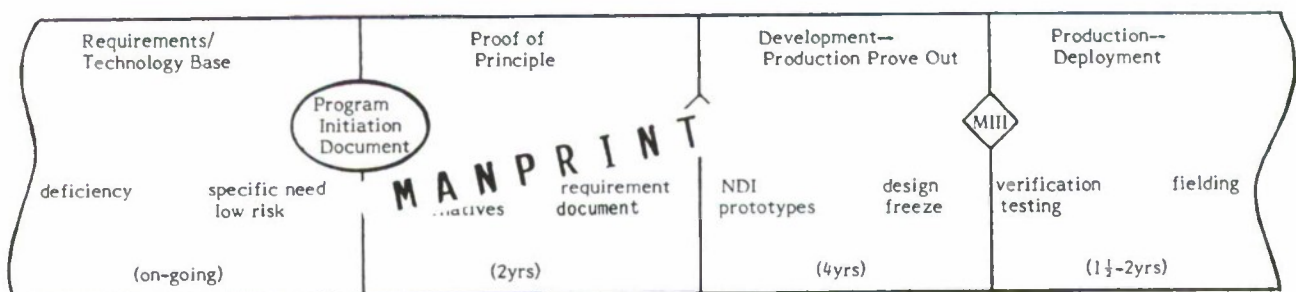 Requirements/
Technology Base
Program
Initiation
Document
deficiency
specific need
low risk
(on-going)
Proof of
Principle
MANPRINT
requirement
document
(2yrs)
Development—
Production Prove Out
NDI
prototypes
design
freeze
(4yrs)
Production--
Deployment
MIII
verification
testing
fielding
(1½-2yrs)